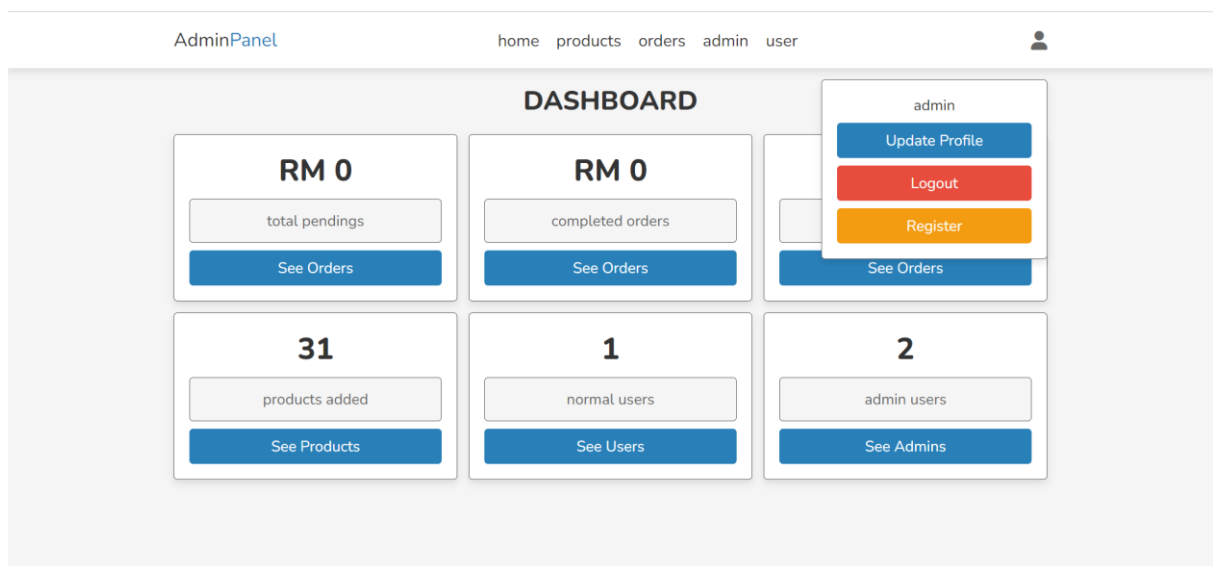 AdminPanel
home products orders admin user
DASHBOARD
admin
Update Profile
Logout
Register
RM 0
total pendings
See Orders
RM 0
completed orders
See Orders
See Orders
31
products added
See Products
1
normal users
See Users
2
admin users
See Admins